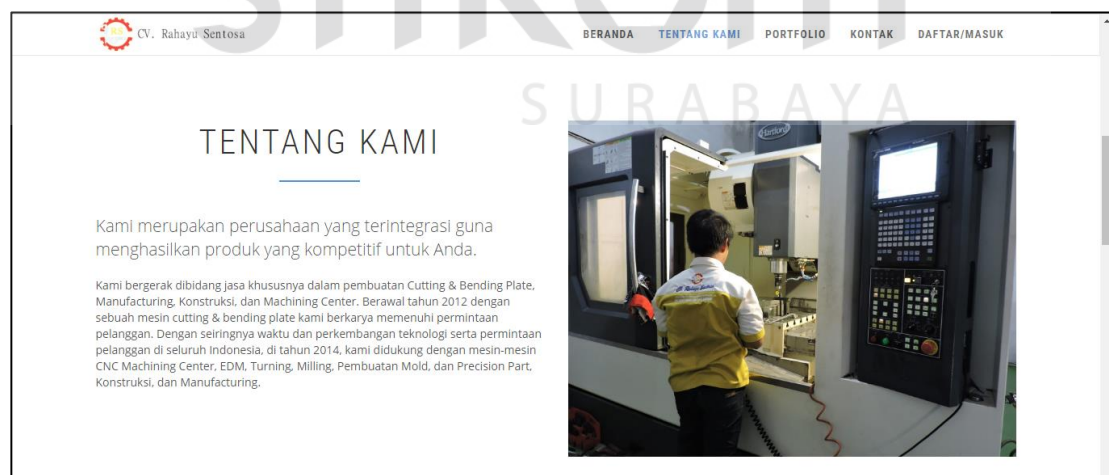 CV. Rahayu Sentosa
BERANDA TENTANG KAMI PORTFOLIO KONTAK DAFTAR/MASUK
SURABAYA
TENTANG KAMI
Kami merupakan perusahaan yang terintegrasi guna
menghasilkan produk yang kompetitif untuk Anda.
Kami bergerak dibidang jasa khususnya dalam pembuatan Cutting & Bending Plate,
Manufacturing, Konstruksi, dan Machining Center. Berawal tahun 2012 dengan
sebuah mesin cutting & bending plate kami berkarya memenuhi permintaan
pelanggan. Dengan seiringnya waktu dan perkembangan teknologi serta permintaan
pelanggan di seluruh Indonesia, di tahun 2014, kami didukung dengan mesin-mesin
CNC Machining Center, EDM, Turning, Milling, Pembuatan Mold, dan Precision Part,
Konstruksi, dan Manufacturing.
Hartford